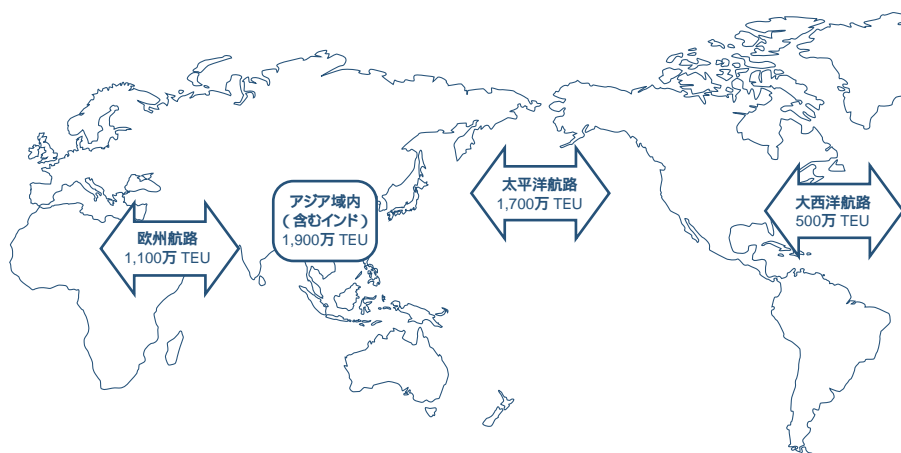 欧州航路
1,100万 TEU
アジア域内
(含むインド)
1,900万 TEU
太平洋航路
1,700万 TEU
大西洋航路
500万 TEU